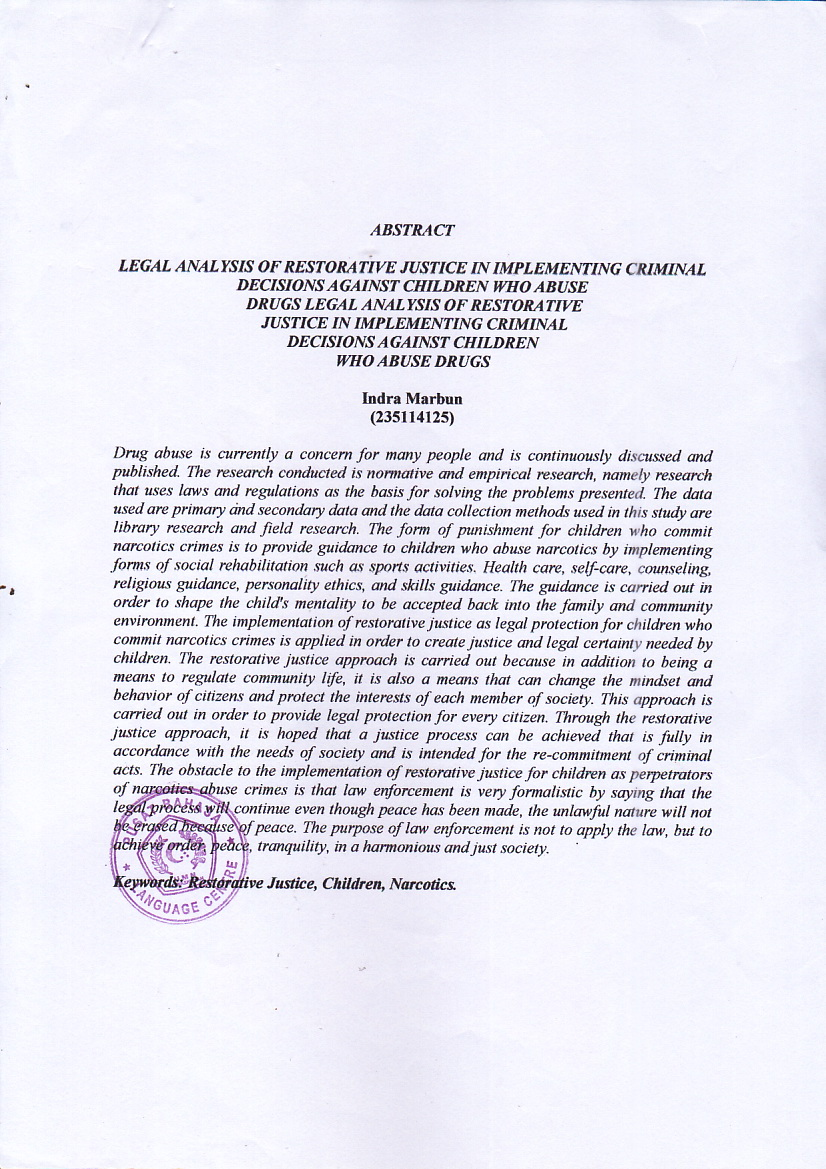 ABSTRACT
LEGAL ANALYSIS OF RESTORATIVE JUSTICE IN IMPLEMENTING CRIMINAL
DECISIONS AGAINST CHILDREN WHO ABUSE
DRUGS LEGAL ANALYSIS OF RESTORATIVE
JUSTICE IN IMPLEMENTING CRIMINAL
DECISIONS AGAINST CHILDREN
WHO ABUSE DRUGS
Indra Marbun
(235114125)
Drug abuse is currently a concern for many people and is continuously discussed and
published. The research conducted is normative and empirical research, namely research
that uses laws and regulations as the basis for solving the problems presented. The data
used are primary and secondary data and the data collection methods used in this study are
library research and field research. The form of punishment for children who commit
narcotics crimes is to provide guidance to children who abuse narcotics by implementing
forms of social rehabilitation such as sports activities. Health care, self-care, counseling,
religious guidance, personality ethics, and skills guidance. The guidance is carried out in
order to shape the child's mentality to be accepted back into the family and community
environment. The implementation of restorative justice as legal protection for children who
commit narcotics crimes is applied in order to create justice and legal certainty needed by
children. The restorative justice approach is carried out because in addition to being a
means to regulate community life, it is also a means that can change the mindset and
behavior of citizens and protect the interests of each member of society. This approach is
carried out in order to provide legal protection for every citizen. Through the restorative
justice approach, it is hoped that a justice process can be achieved that is fully in
accordance with the needs of society and is intended for the re-commitment of criminal
acts. The obstacle to the implementation of restorative justice for children as perpetrators
of narcotics abuse crimes is that law enforcement is very formalistic by saying that the
legal process will continue even though peace has been made, the unlawful nature will not
be erased because of peace. The purpose of law enforcement is not to apply the law, but to
achieve order, peace, tranquility, in a harmonious and just society.
Keywords: Restorative Justice, Children, Narcotics.
PUSAT BAHASA
LANGUAGE CENTRE